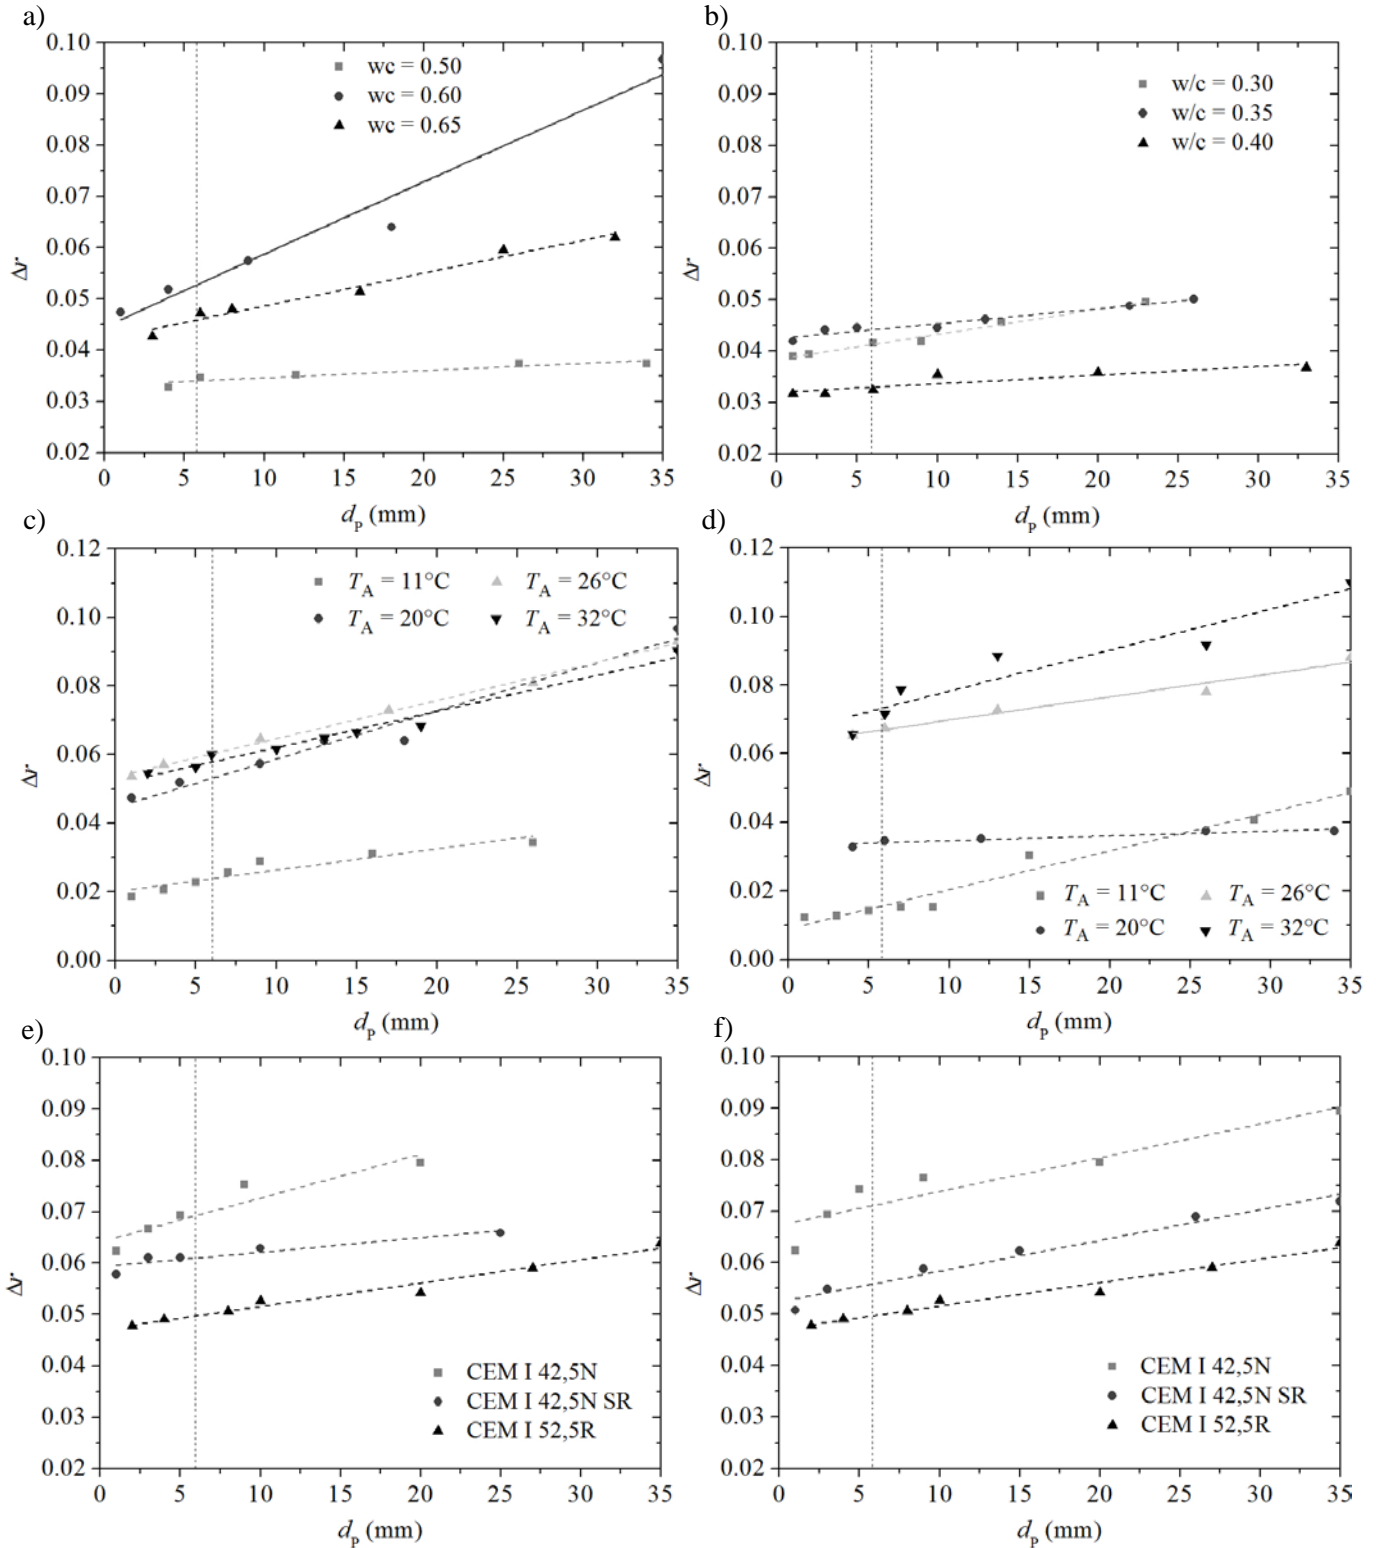 a)
0.10
0.09
0.08
0.07
0.06
0.05
0.04
0.03
0.02
Δr
wc = 0.50
wc = 0.60
wc = 0.65
0 5 10 15 20 25 30 35
dP (mm)
b)
0.10
0.09
0.08
0.07
0.06
0.05
0.04
0.03
0.02
Δr
w/c = 0.30
w/c = 0.35
w/c = 0.40
0 5 10 15 20 25 30 35
dP (mm)
c)
0.12
0.10
0.08
0.06
0.04
0.02
0.00
Δr
TA = 11°C TA = 26°C
TA = 20°C TA = 32°C
0 5 10 15 20 25 30 35
dP (mm)
d)
0.12
0.10
0.08
0.06
0.04
0.02
0.00
Δr
TA = 11°C TA = 26°C
TA = 20°C TA = 32°C
0 5 10 15 20 25 30 35
dP (mm)
e)
0.10
0.09
0.08
0.07
0.06
0.05
0.04
0.03
0.02
Δr
CEM I 42,5N
CEM I 42,5N SR
CEM I 52,5R
0 5 10 15 20 25 30 35
dP (mm)
f)
0.10
0.09
0.08
0.07
0.06
0.05
0.04
0.03
0.02
Δr
CEM I 42,5N
CEM I 42,5N SR
CEM I 52,5R
0 5 10 15 20 25 30 35
dP (mm)